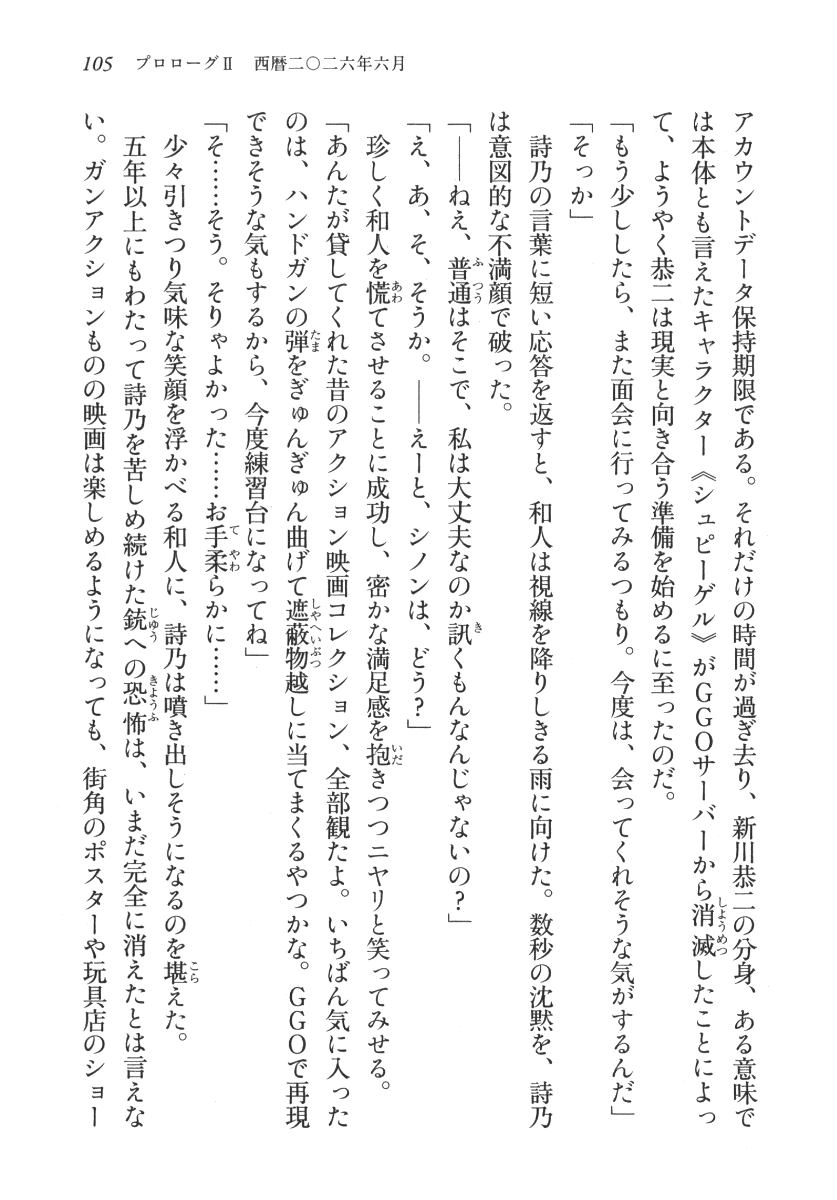 105 プロローグⅡ 西暦二〇二六年六月
アカウントデータ保持期限である。それだけの時間が過ぎ去り、新川恭二の分身、ある意味で
は本体とも言えたキャラクター《シュピーゲル》がGGOサーバーから消滅したことによっ
て、ようやく恭二は現実と向き合う準備を始めるに至ったのだ。
「もう少ししたら、また面会に行ってみるつもり。今度は、会ってくれそうな気がするんだ」
「そっか」
詩乃の言葉に短い応答を返すと、和人は視線を降りしきる雨に向けた。数秒の沈黙を、詩乃
は意図的な不満顔で破った。
「――ねえ、普通はそこで、私は大丈夫なのか訊くもんなんじゃないの？」
「え、あ、そ、そうか。――えーと、シノンは、どう？」
珍しく和人を慌てさせることに成功し、密かな満足感を抱きつつニヤリと笑ってみせる。
「あんたが貸してくれた昔のアクション映画コレクション、全部観たよ。いちばん気に入った
のは、ハンドガンの弾をぎゅんぎゅん曲げて遮蔽物越しに当てまくるやつかな。GGOで再現
できそうな気もするから、今度練習台になってね」
「そ……そう。そりゃよかった……お手柔らかに……」
少々引きつり気味な笑顔を浮かべる和人に、詩乃は噴き出しそうになるのを堪えた。
五年以上にもわたって詩乃を苦しめ続けた銃への恐怖は、いまだ完全に消えたとは言えな
い。ガンアクションものの映画は楽しめるようになっても、街角のポスターや玩具店のショー